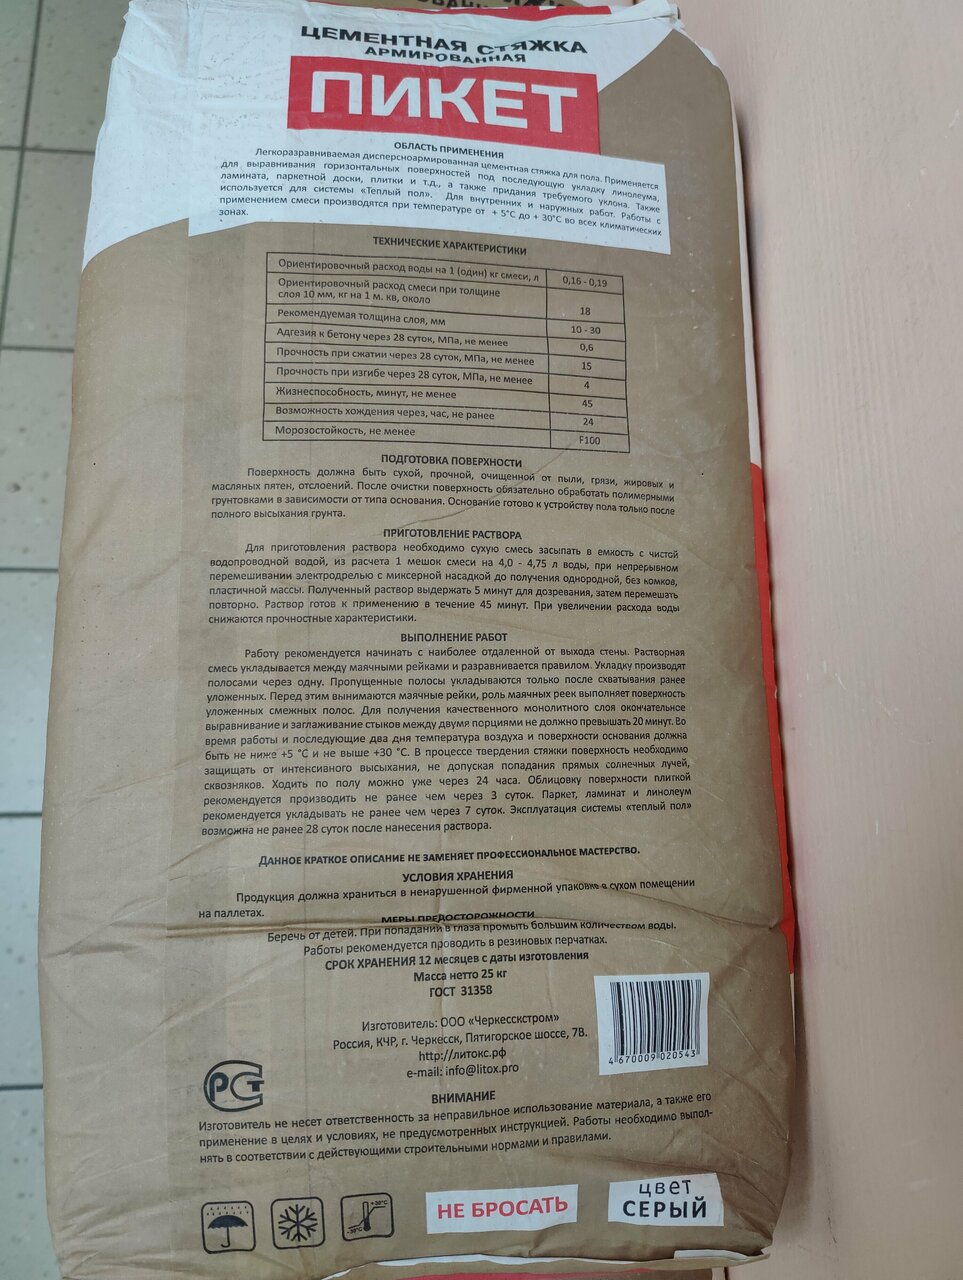 ЦЕМЕНТНАЯ СТЯЖКА
АРМИРОВАННАЯ
ПИКЕТ
ОБЛАСТЬ ПРИМЕНЕНИЯ
Легкоразравниваемая дисперсноармированная цементная стяжка для пола. Применяется
для выравнивания горизонтальных поверхностей под последующую укладку линолеума,
ламината, паркетной доски, плитки и т.д., а также придания требуемого уклона. Также
используется для системы «Теплый пол». Для внутренних и наружных работ. Работы с
применением смеси производятся при температуре от +5°С до +30°С во всех климатических
зонах.
ТЕХНИЧЕСКИЕ ХАРАКТЕРИСТИКИ
Ориентировочный расход воды на 1 (один) кг смеси, л 0,16 - 0,19
Ориентировочный расход смеси при толщине
слоя 10 мм, кг на 1 м. кв, около 18
Рекомендуемая толщина слоя, мм 10 - 30
Адгезия к бетону через 28 суток, МПа, не менее 0,6
Прочность при сжатии через 28 суток, МПа, не менее 15
Прочность при изгибе через 28 суток, МПа, не менее 4
Жизнеспособность, минут, не менее 45
Возможность хождения через, час, не ранее 24
Морозостойкость, не менее F100
ПОДГОТОВКА ПОВЕРХНОСТИ
Поверхность должна быть сухой, прочной, очищенной от пыли, грязи, жировых и
масляных пятен, отслоений. После очистки поверхность обязательно обработать полимерными
грунтовками в зависимости от типа основания. Основание готово к устройству пола только после
полного высыхания грунта.
ПРИГОТОВЛЕНИЕ РАСТВОРА
Для приготовления раствора необходимо сухую смесь засыпать в емкость с чистой
водопроводной водой, из расчета 1 мешок смеси на 4,0 - 4,75 л воды, при непрерывном
перемешивании электродрелью с миксерной насадкой до получения однородной, без комков,
пластичной массы. Полученный раствор выдержать 5 минут для дозревания, затем перемешать
повторно. Раствор готов к применению в течение 45 минут. При увеличении расхода воды
снижаются прочностные характеристики.
ВЫПОЛНЕНИЕ РАБОТ
Работу рекомендуется начинать с наиболее отдаленной от выхода стены. Растворная
смесь укладывается между маячными рейками и разравнивается правилом. Укладку производят
полосами через одну. Пропущенные полосы укладываются только после схватывания ранее
уложенных. Перед этим вынимаются маячные рейки, роль маячных реек выполняет поверхность
уложенных смежных полос. Для получения качественного монолитного слоя окончательное
выравнивание и заглаживание стыков между двумя порциями не должно превышать 20 минут. Во
время работы и последующие два дня температура воздуха и поверхности основания должна
быть не ниже +5 °С и не выше +30 °С. В процессе твердения стяжки поверхность необходимо
защищать от интенсивного высыхания, не допуская попадания прямых солнечных лучей,
сквозняков. Ходить по полу можно уже через 24 часа. Облицовку поверхности плиткой
рекомендуется производить не ранее чем через 3 суток. Паркет, ламинат и линолеум
рекомендуется укладывать не ранее чем через 7 суток. Эксплуатация системы «теплый пол»
возможна не ранее 28 суток после нанесения раствора.
ДАННОЕ КРАТКОЕ ОПИСАНИЕ НЕ ЗАМЕНЯЕТ ПРОФЕССИОНАЛЬНОЕ МАСТЕРСТВО.
УСЛОВИЯ ХРАНЕНИЯ
Продукция должна храниться в ненарушенной фирменной упаковке в сухом помещении
на паллетах.
МЕРЫ ПРЕДОСТОРОЖНОСТИ
Беречь от детей. При попадании в глаза промыть большим количеством воды.
Работы рекомендуется проводить в резиновых перчатках.
СРОК ХРАНЕНИЯ 12 месяцев с даты изготовления
Масса нетто 25 кг
ГОСТ 31358
Изготовитель: ООО «Черкесскстром»
Россия, КЧР, г. Черкесск, Пятигорское шоссе, 7В.
http://литокс.рф
e-mail: info@litox.pro
4 670009 020543
РСТ
ВНИМАНИЕ
Изготовитель не несет ответственность за неправильное использование материала, а также его
применение в целях и условиях, не предусмотренных инструкцией. Работы необходимо выпол-
нять в соответствии с действующими строительными нормами и правилами.
+30°C
-30°C
НЕ БРОСАТЬ
цвет
СЕРЫЙ